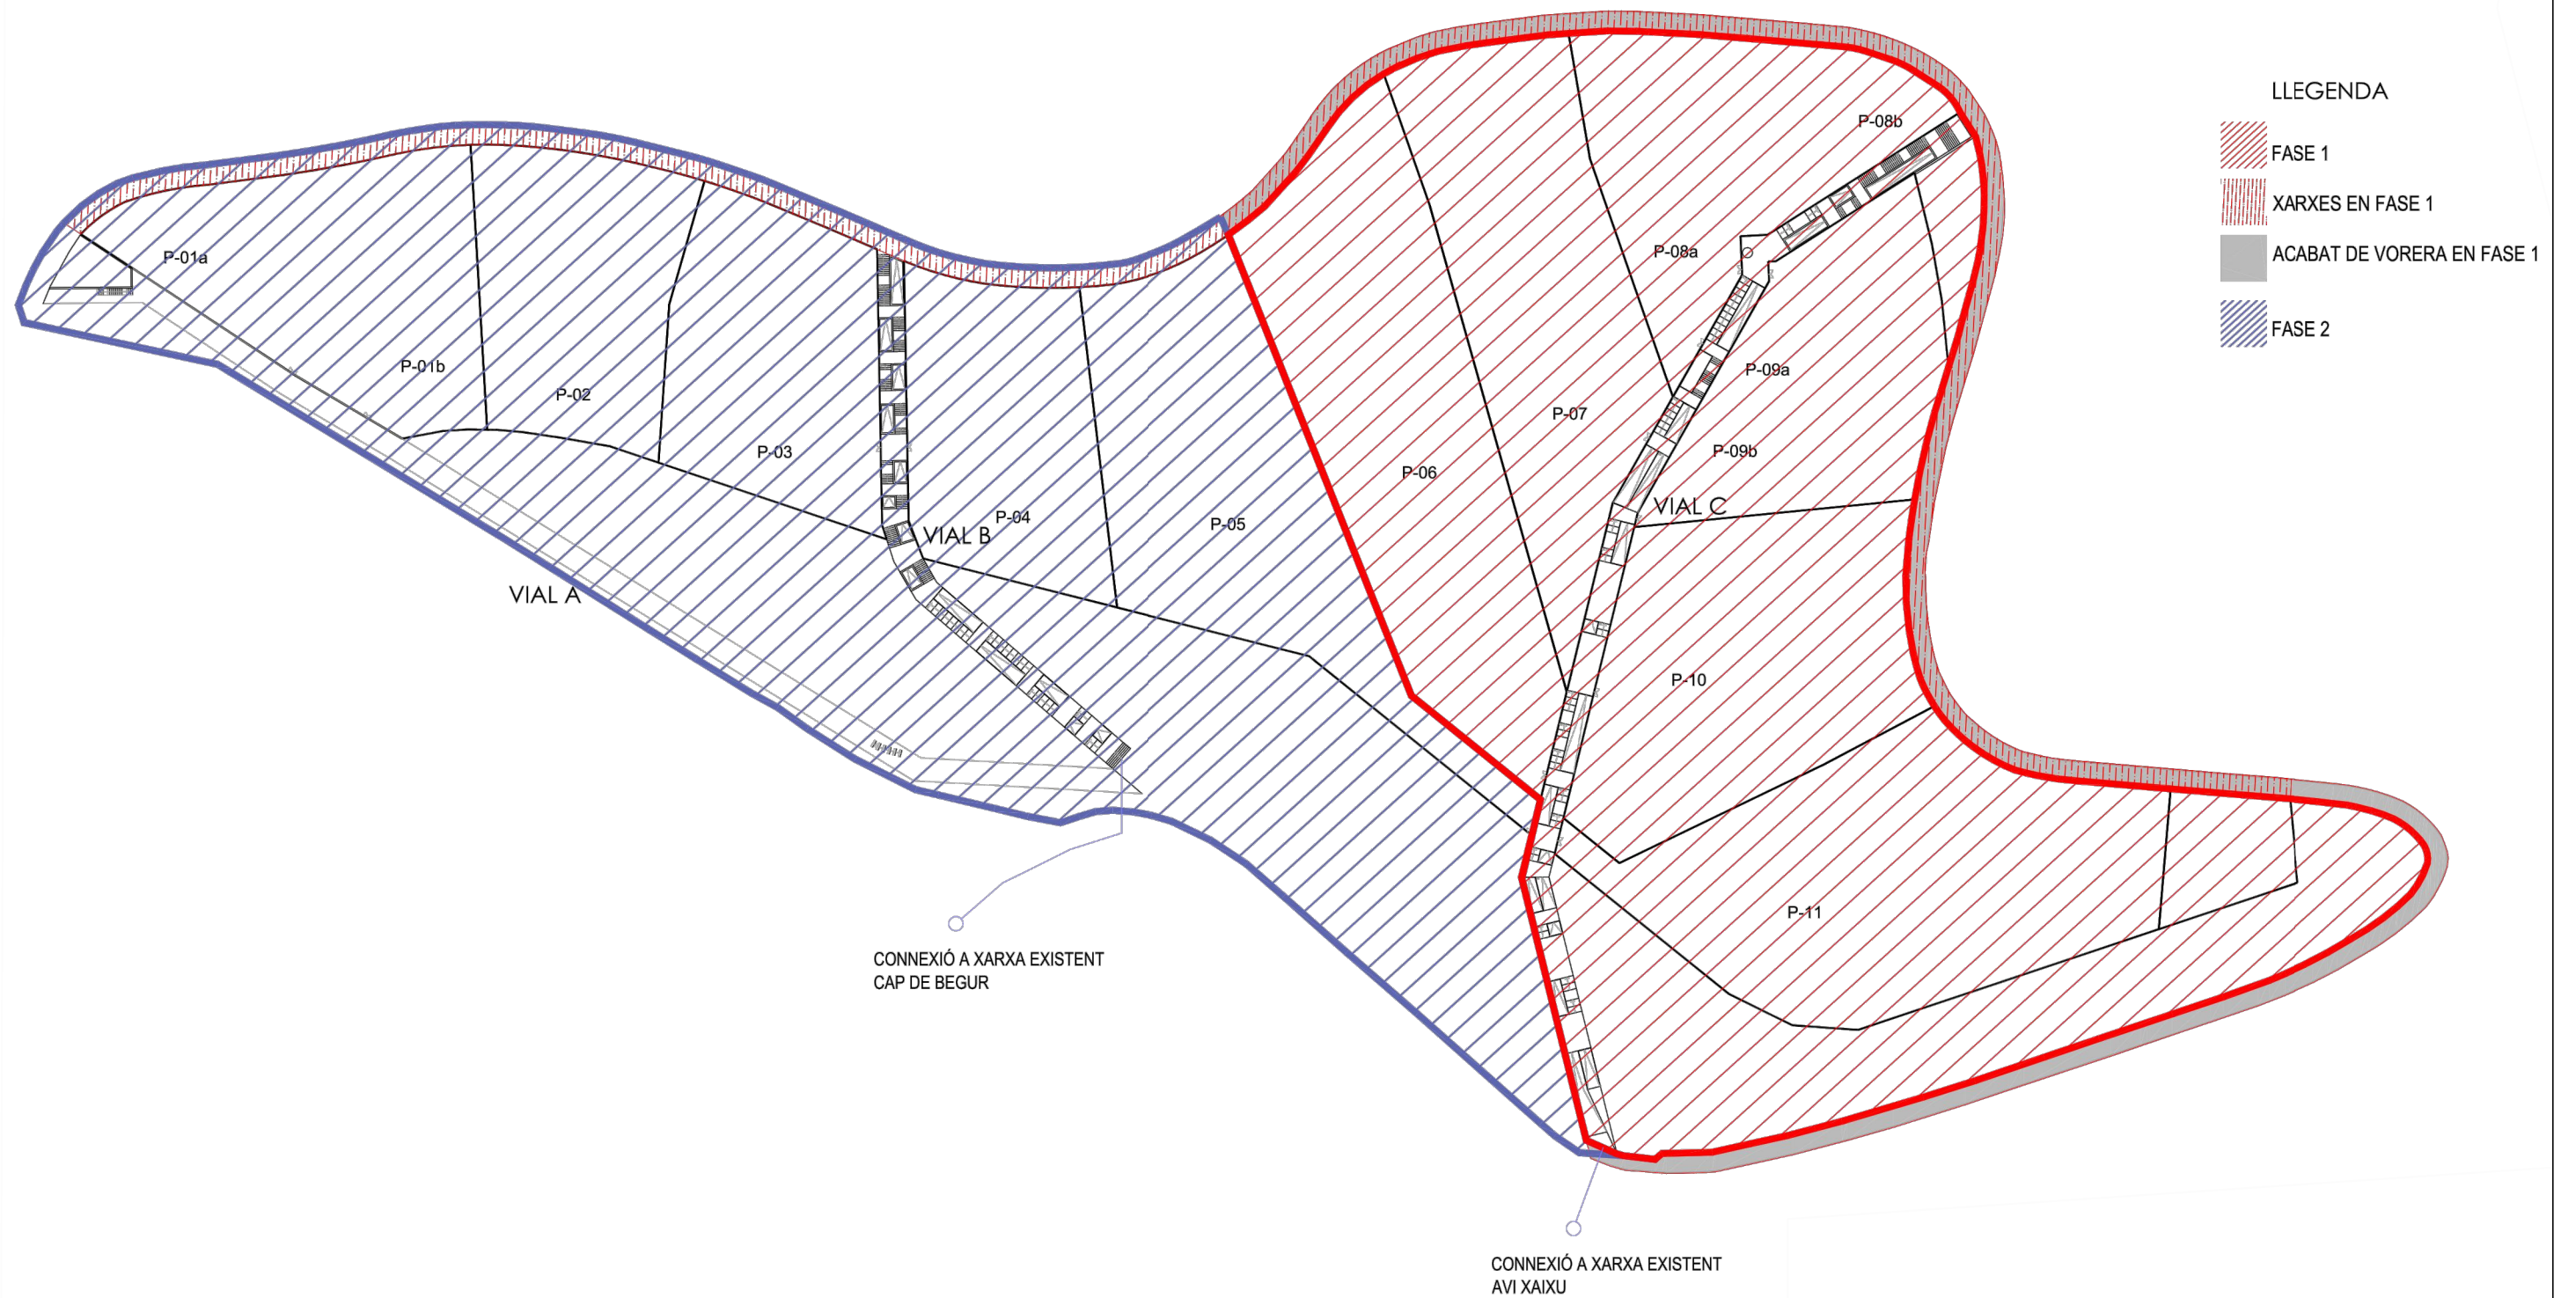 LLEGENDA
FASE 1
XARXES EN FASE 1
ACABAT DE VORERA EN FASE 1
FASE 2
P-01a
P-01b
P-02
P-03
P-04
P-05
P-06
P-07
P-08a
P-08b
P-09a
P-09b
P-10
P-11
VIAL A
VIAL B
VIAL C
CONNEXIÓ A XARXA EXISTENT
CAP DE BEGUR
CONNEXIÓ A XARXA EXISTENT
AVI XAIXU